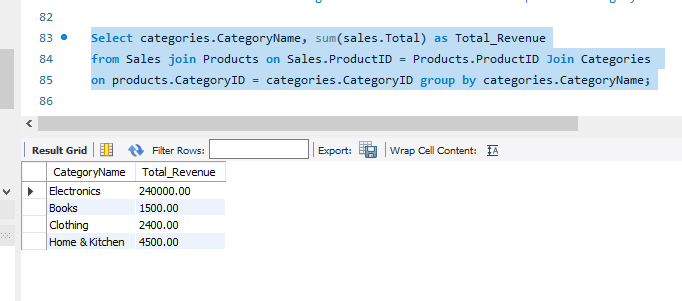 82
83 Select categories.CategoryName, sum(sales.Total) as Total_Revenue
84 from Sales join Products on Sales.ProductID = Products.ProductID Join Categories
85 on products.CategoryID = categories.CategoryID group by categories.CategoryName;
86
Result Grid Filter Rows: Export: Wrap Cell Content: IA
CategoryName Total_Revenue
Electronics 240000.00
Books 1500.00
Clothing 2400.00
Home & Kitchen 4500.00